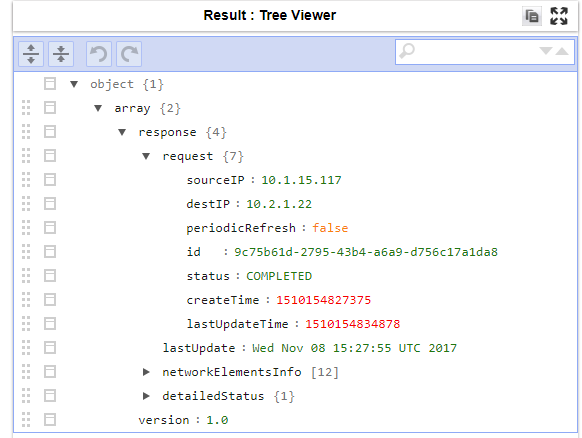 Result : Tree Viewer
object {1}
array {2}
response {4}
request {7}
sourceIP : 10.1.15.117
destIP : 10.2.1.22
periodicRefresh : false
id : 9c75b61d-2795-43b4-a6a9-d756c17a1da8
status : COMPLETED
createTime : 1510154827375
lastUpdateTime : 1510154834878
lastUpdate : Wed Nov 08 15:27:55 UTC 2017
networkElementsInfo [12]
detailedStatus {1}
version : 1.0